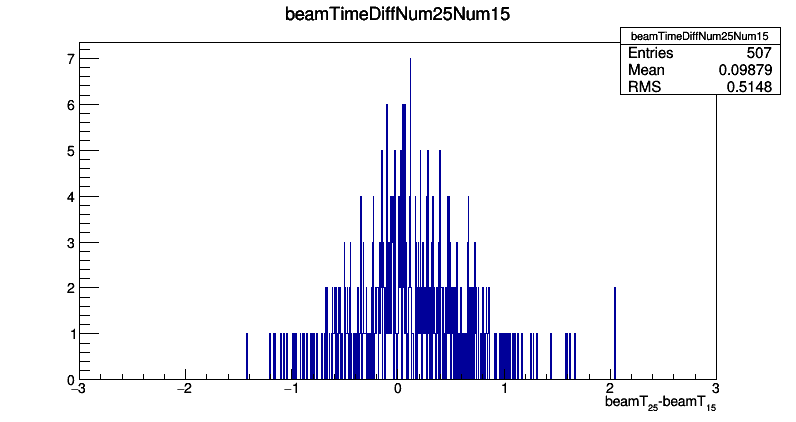 beamTimeDiffNum25Num15
beamTimeDiffNum25Num15
Entries 507
Mean 0.09879
RMS 0.5148
7
6
5
4
3
2
1
0
−3 −2 −1 0 1 2 3
beamT25-beamT15